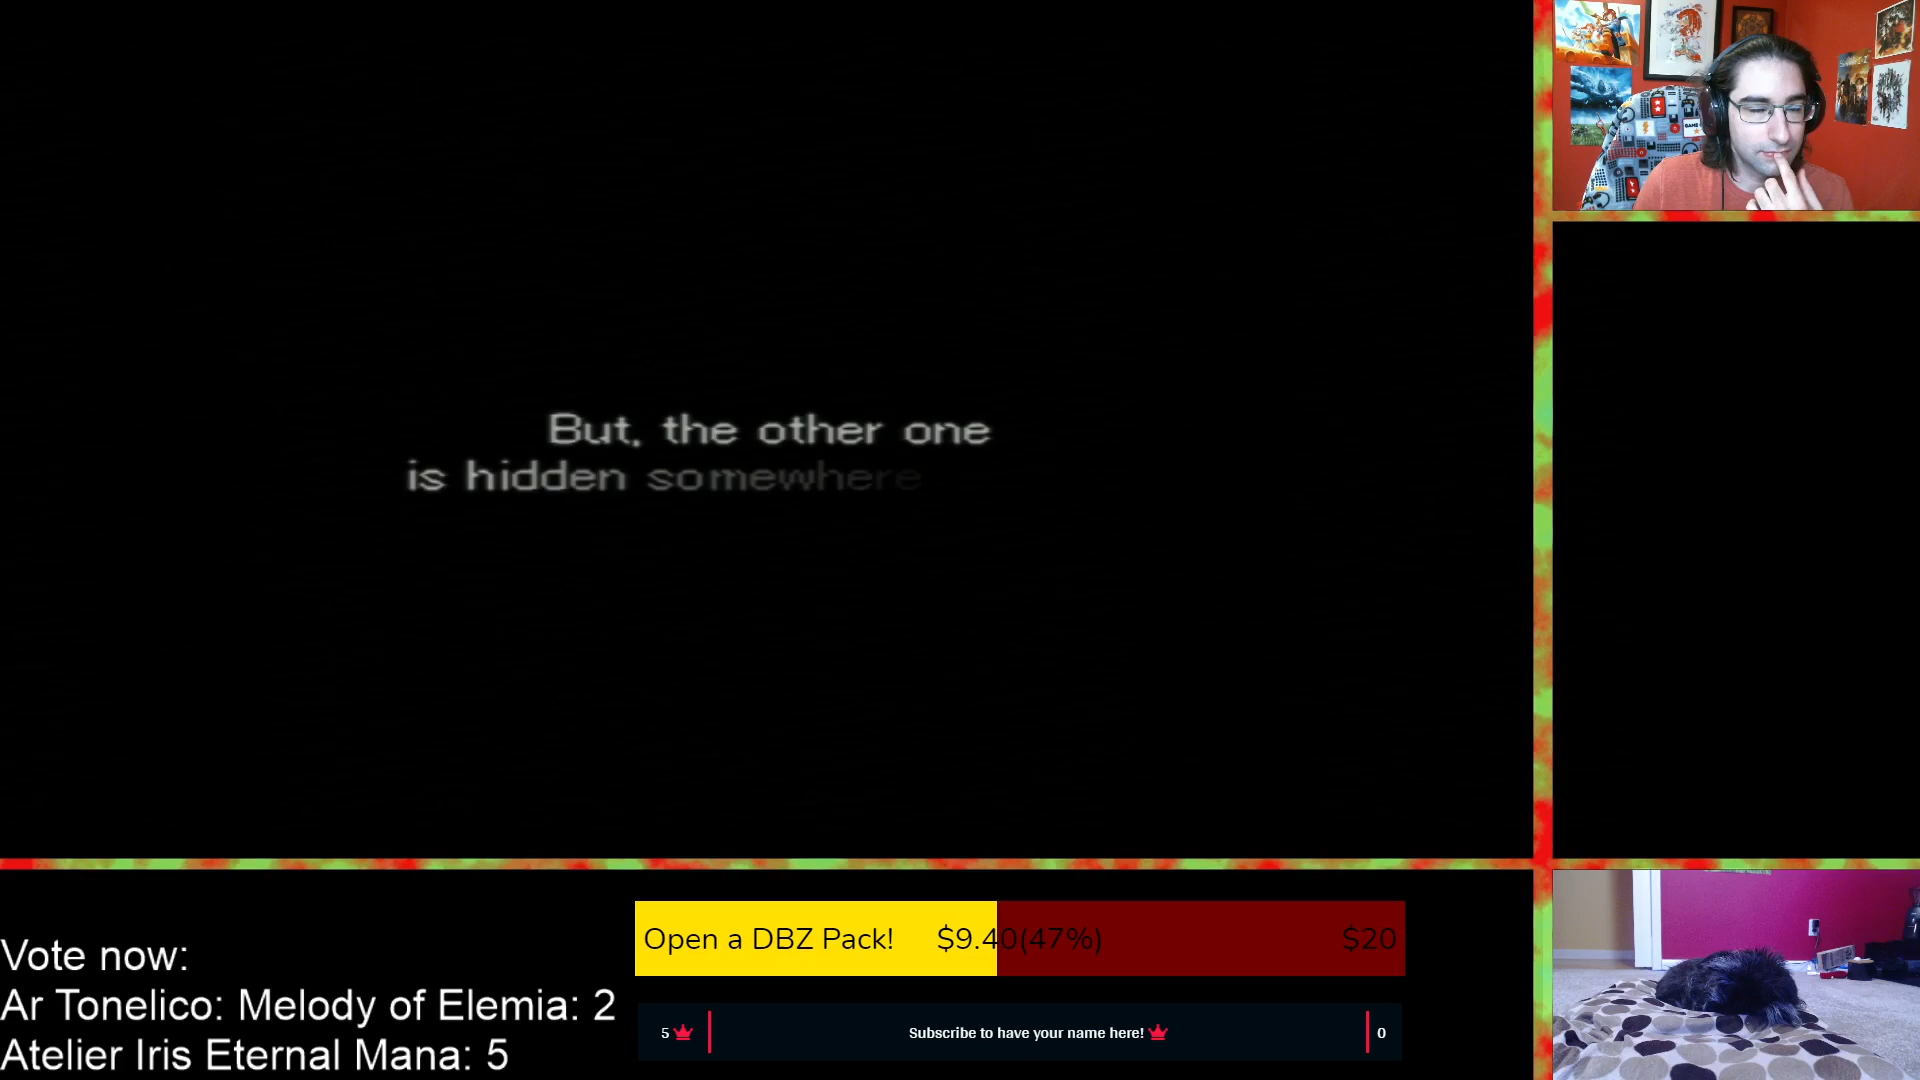 But, the other one
is hidden somewhere
Vote now:
Ar Tonelico: Melody of Elemia: 2
Atelier Iris Eternal Mana: 5
Open a DBZ Pack! $9.40(47%) $20
5 Subscribe to have your name here! 0